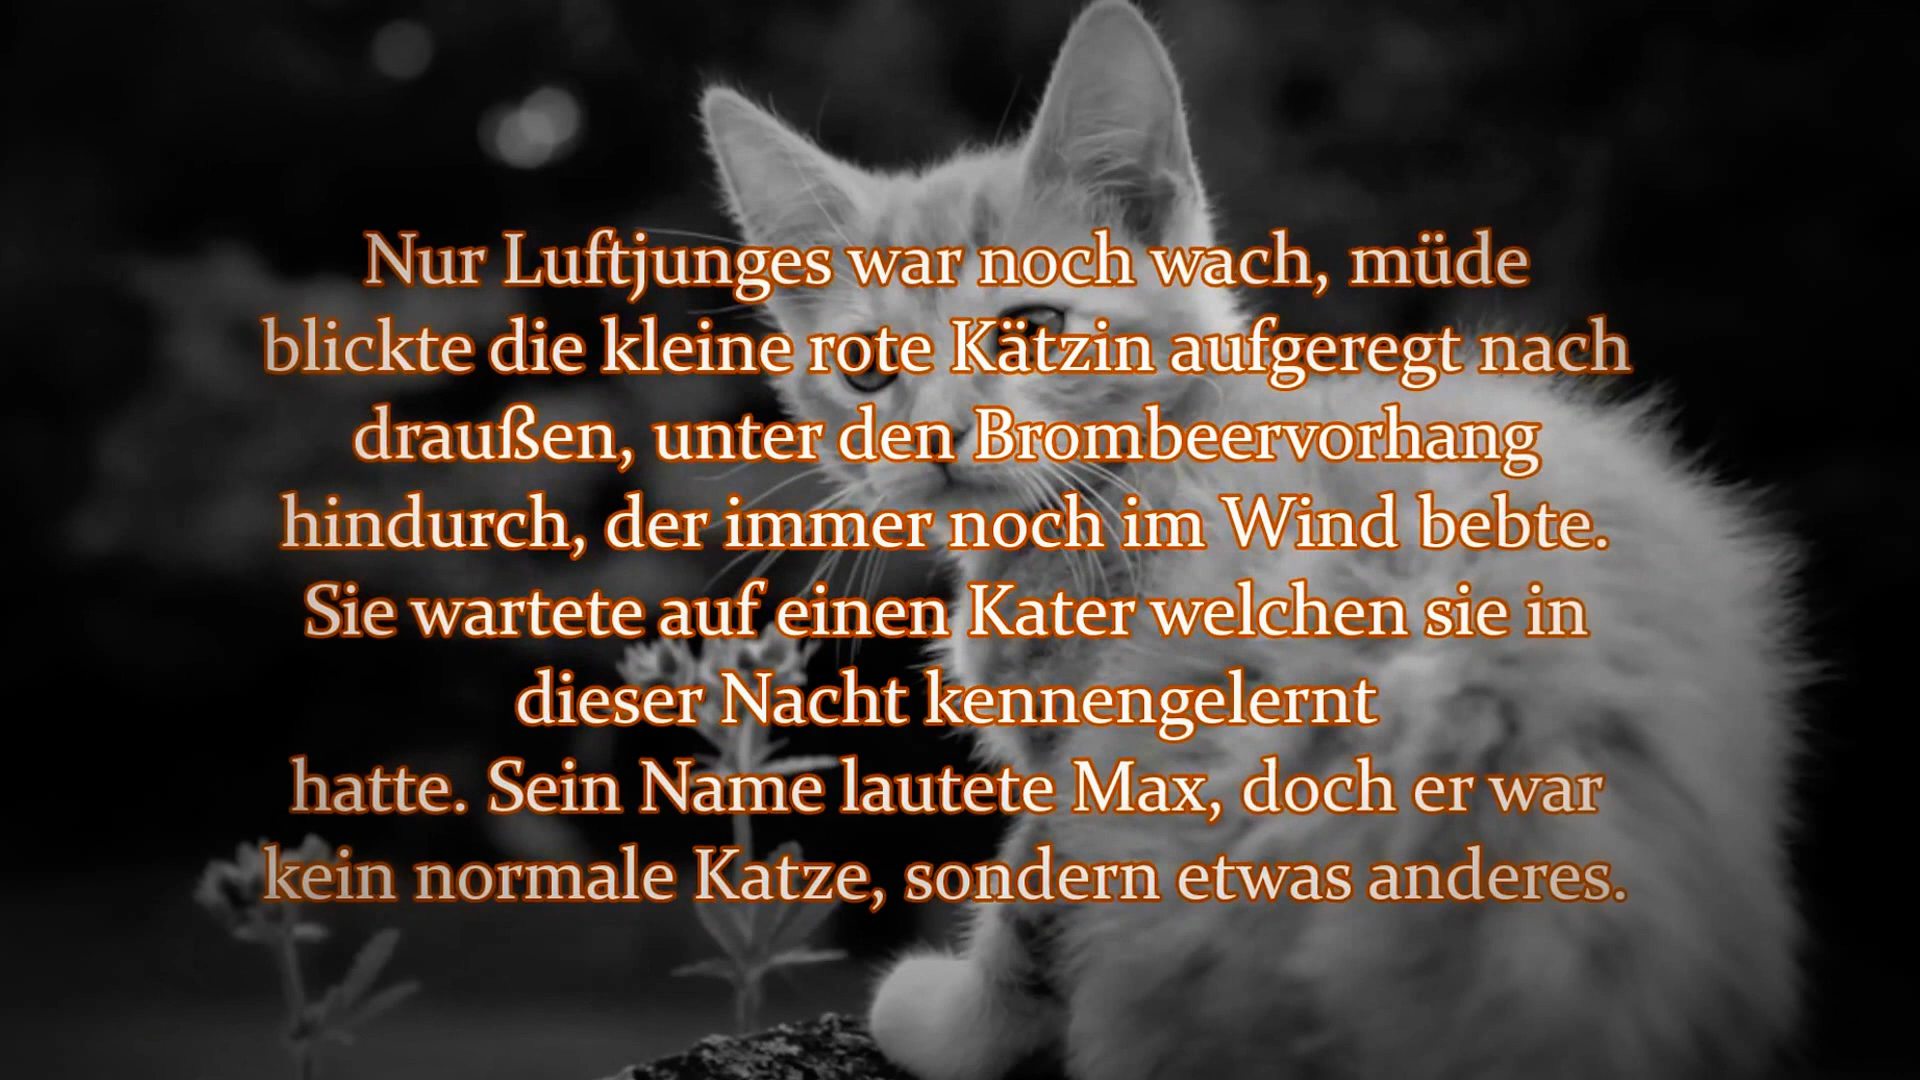 Nur Luftjunges war noch wach, müde
blickte die kleine rote Kätzin aufgeregt nach
draußen, unter den Brombeervorhang
hindurch, der immer noch im Wind bebte.
Sie wartete auf einen Kater welchen sie in
dieser Nacht kennengelernt
hatte. Sein Name lautete Max, doch er war
kein normale Katze, sondern etwas anderes.